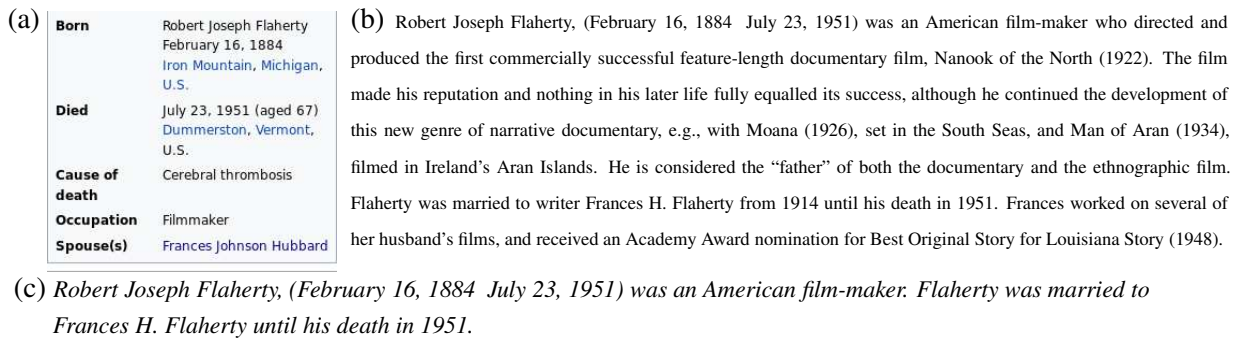 (a)
Born Robert Joseph Flaherty
February 16, 1884
Iron Mountain, Michigan,
U.S.
Died July 23, 1951 (aged 67)
Dummerston, Vermont,
U.S.
Cause of death Cerebral thrombosis
Occupation Filmmaker
Spouse(s) Frances Johnson Hubbard
(b) Robert Joseph Flaherty, (February 16, 1884 July 23, 1951) was an American film-maker who directed and
produced the first commercially successful feature-length documentary film, Nanook of the North (1922). The film
made his reputation and nothing in his later life fully equalled its success, although he continued the development of
this new genre of narrative documentary, e.g., with Moana (1926), set in the South Seas, and Man of Aran (1934),
filmed in Ireland's Aran Islands. He is considered the “father” of both the documentary and the ethnographic film.
Flaherty was married to writer Frances H. Flaherty from 1914 until his death in 1951. Frances worked on several of
her husband's films, and received an Academy Award nomination for Best Original Story for Louisiana Story (1948).
(c) Robert Joseph Flaherty, (February 16, 1884 July 23, 1951) was an American film-maker. Flaherty was married to
Frances H. Flaherty until his death in 1951.